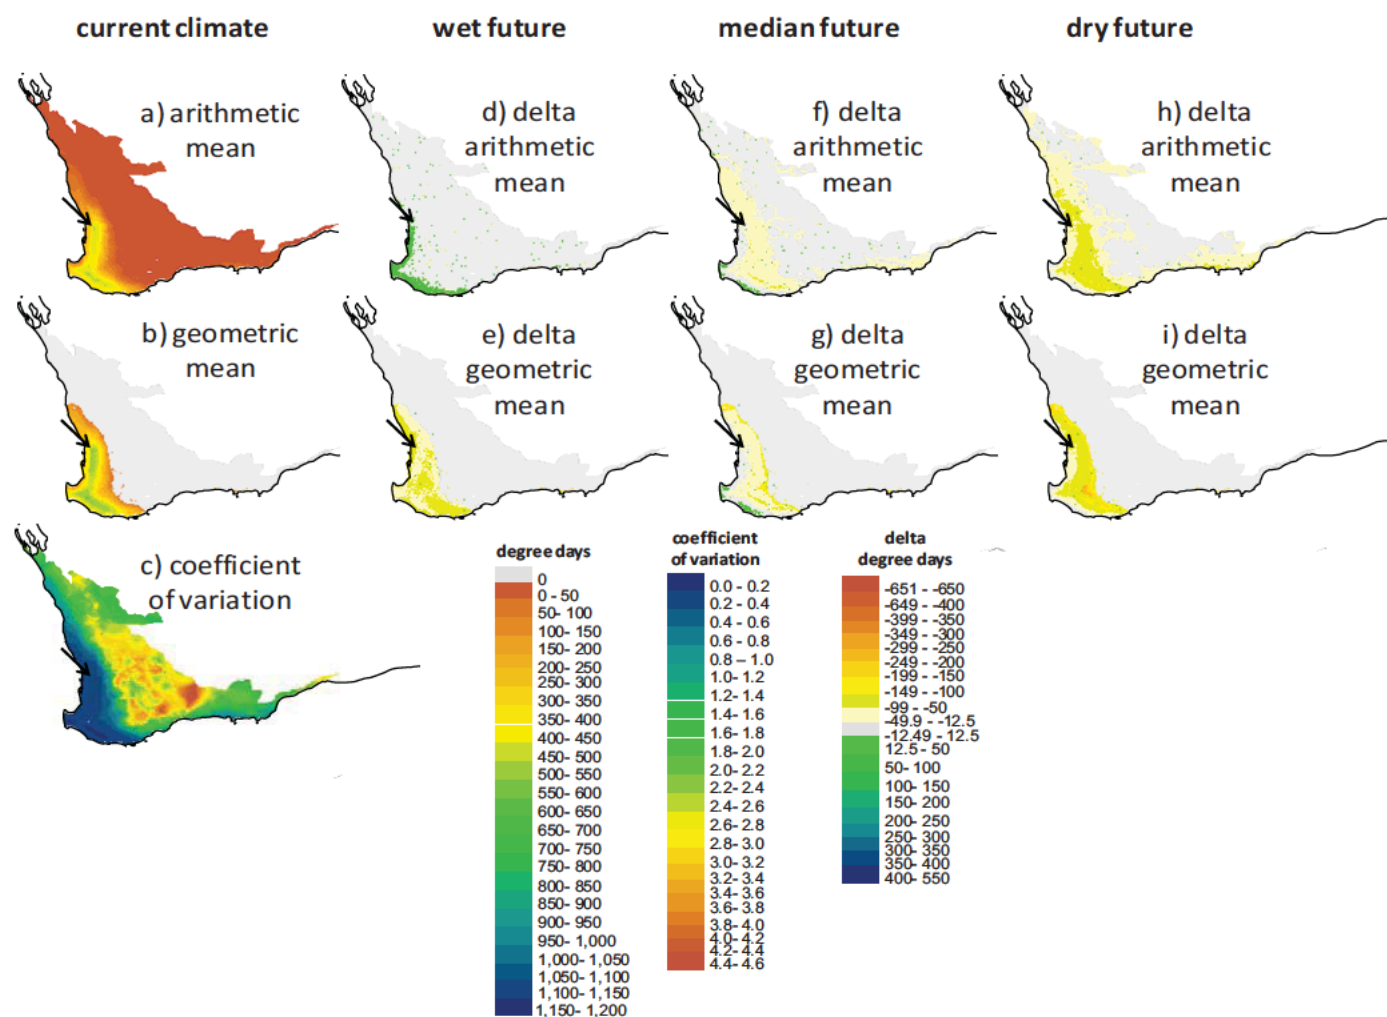 current climate
wet future
median future
dry future
a) arithmetic
mean
d) delta
arithmetic
mean
f) delta
arithmetic
mean
h) delta
arithmetic
mean
b) geometric
mean
e) delta
geometric
mean
g) delta
geometric
mean
i) delta
geometric
mean
c) coefficient
of variation
degree days
0
0 - 50
50- 100
100- 150
150- 200
200- 250
250- 300
300- 350
350- 400
400- 450
450- 500
500- 550
550- 600
600- 650
650- 700
700- 750
750- 800
800- 850
850- 900
900- 950
950- 1,000
1,000- 1,050
1,050- 1,100
1,100- 1,150
1,150- 1,200
coefficient
of variation
0.0 - 0.2
0.2 - 0.4
0.4 - 0.6
0.6 - 0.8
0.8 – 1.0
1.0- 1.2
1.2- 1.4
1.4- 1.6
1.6- 1.8
1.8- 2.0
2.0- 2.2
2.2- 2.4
2.4- 2.6
2.6- 2.8
2.8- 3.0
3.0- 3.2
3.2- 3.4
3.4- 3.6
3.6- 3.8
3.8- 4.0
4.0- 4.2
4.2- 4.4
4.4- 4.6
delta
degree days
-651 - -650
-649 - -400
-399 - -350
-349 - -300
-299 - -250
-249 - -200
-199 - -150
-149 - -100
-99 - -50
-49.9 - -12.5
-12.49 - 12.5
12.5 - 50
50- 100
100- 150
150- 200
200- 250
250- 300
300- 350
350- 400
400- 550